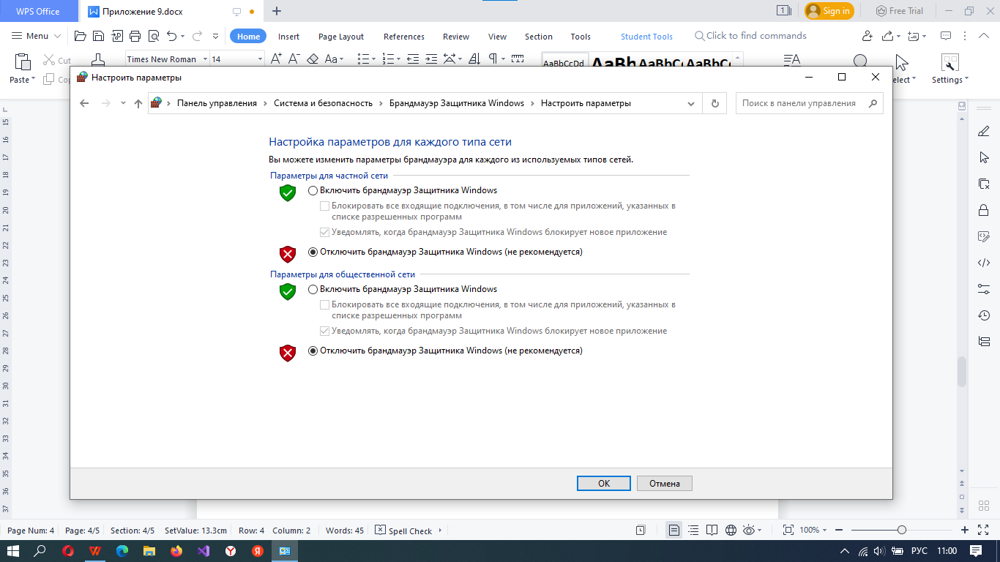 WPS Office
Приложение 9.docx
1
Sign in
Free Trial
Menu
Home
Insert
Page Layout
References
Review
View
Section
Tools
Student Tools
Click to find commands
Paste
Cut
Times New Roman
14
AaBbCcDd
Settings
Настроить параметры
Панель управления
Система и безопасность
Брандмауэр Защитника Windows
Настроить параметры
Поиск в панели управления
Настройка параметров для каждого типа сети
Вы можете изменить параметры брандмауэра для каждого из используемых типов сетей.
Параметры для частной сети
Включить брандмауэр Защитника Windows
Блокировать все входящие подключения, в том числе для приложений, указанных в
списке разрешенных программ
Уведомлять, когда брандмауэр Защитника Windows блокирует новое приложение
Отключить брандмауэр Защитника Windows (не рекомендуется)
Параметры для общественной сети
Включить брандмауэр Защитника Windows
Блокировать все входящие подключения, в том числе для приложений, указанных в
списке разрешенных программ
Уведомлять, когда брандмауэр Защитника Windows блокирует новое приложение
Отключить брандмауэр Защитника Windows (не рекомендуется)
OK
Отмена
15
16
17
18
19
20
21
22
23
24
25
26
27
28
29
30
31
32
33
34
35
36
37
Page Num: 4
Page: 4/5
Section: 4/5
SetValue: 13.3cm
Row: 4
Column: 2
Words: 45
Spell Check
100%
РУС
11:00